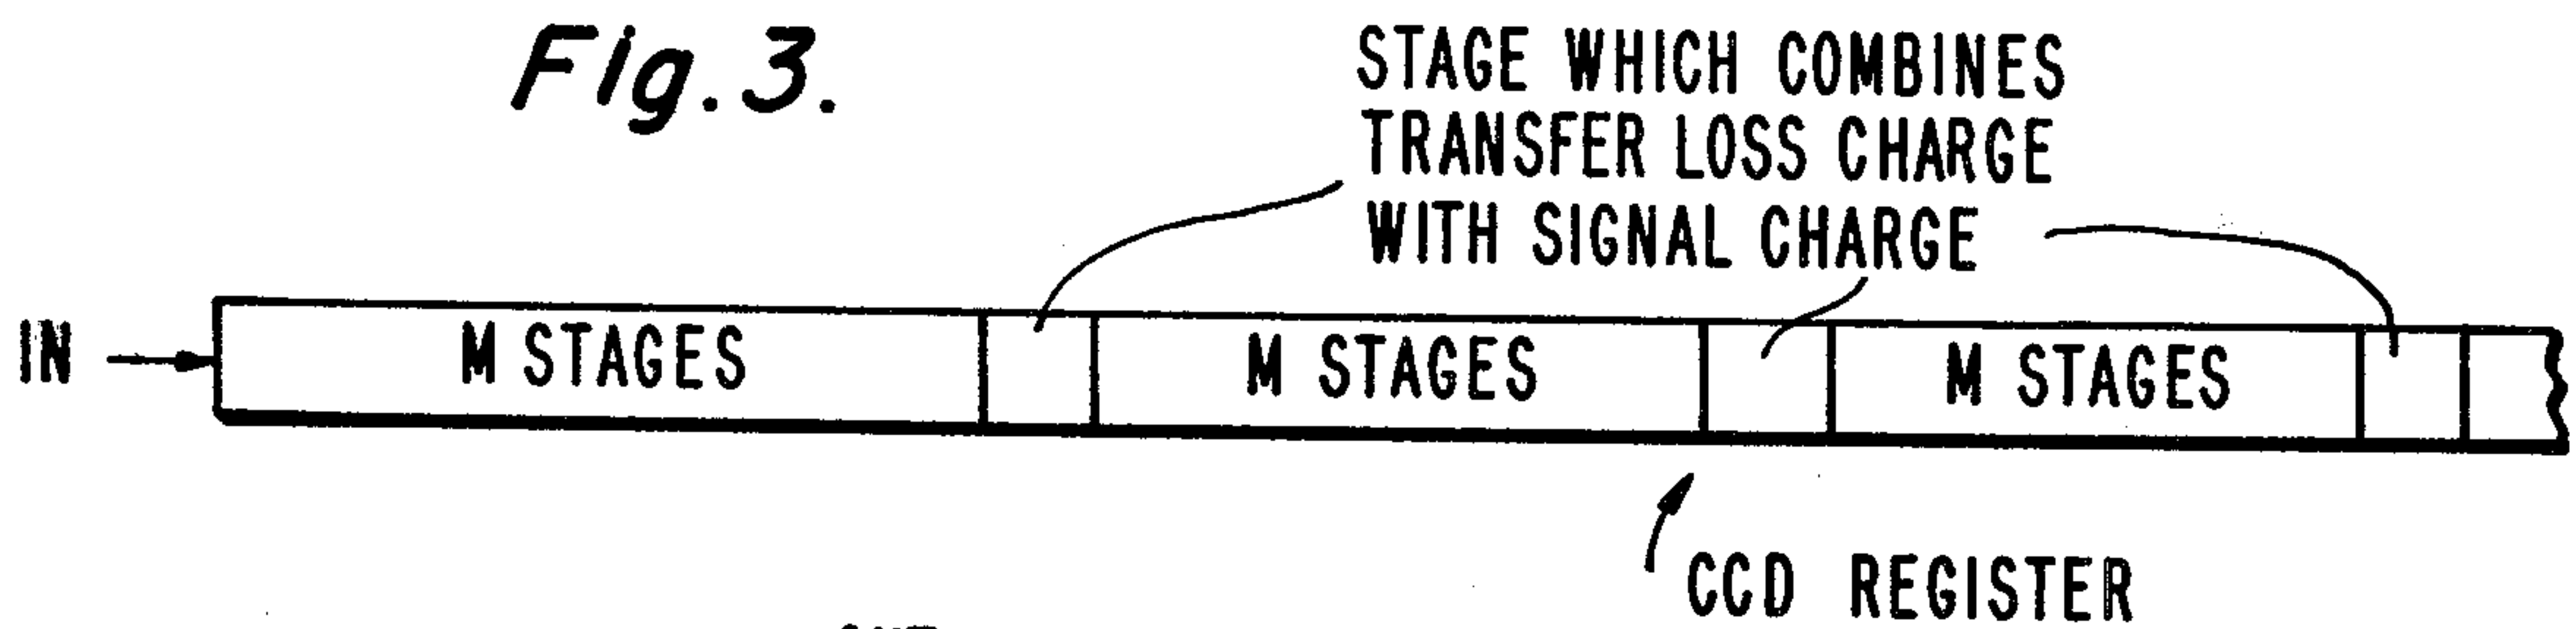 Fig. 3.
STAGE WHICH COMBINES
TRANSFER LOSS CHARGE
WITH SIGNAL CHARGE
IN
M STAGES
M STAGES
M STAGES
CCD REGISTER